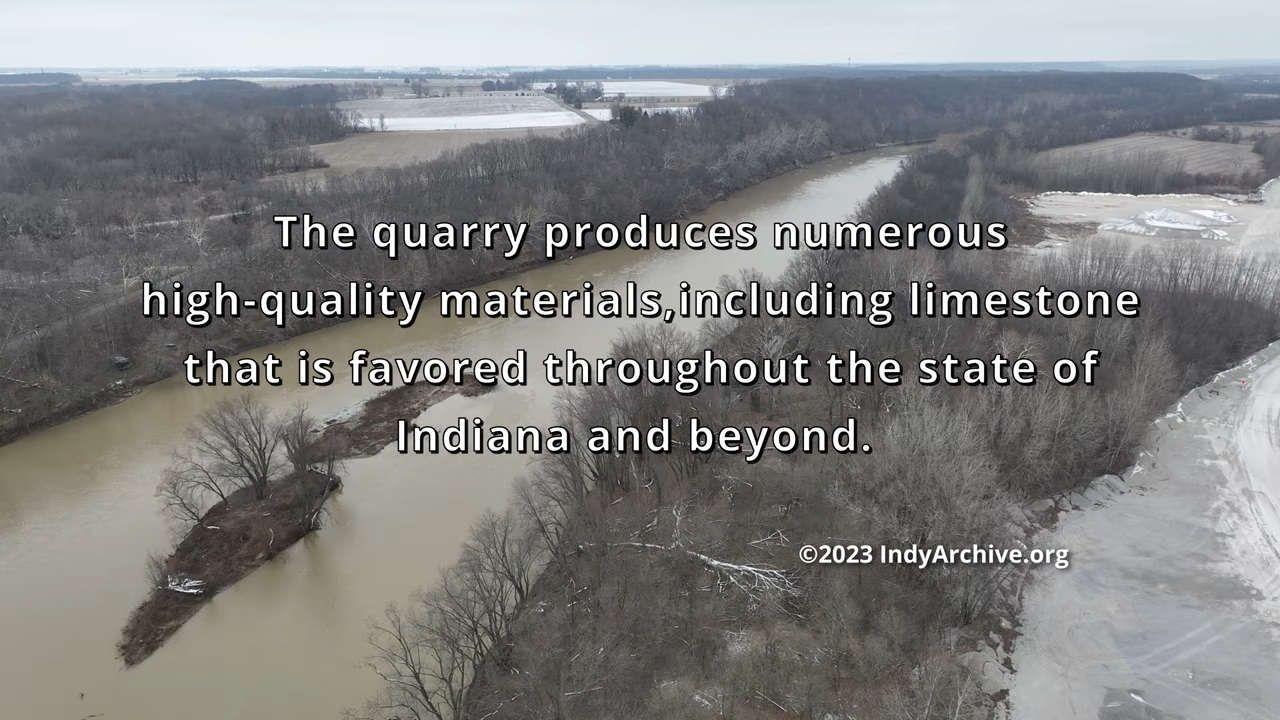 The quarry produces numerous
high-quality materials,including limestone
that is favored throughout the state of
Indiana and beyond.
©2023 IndyArchive.org